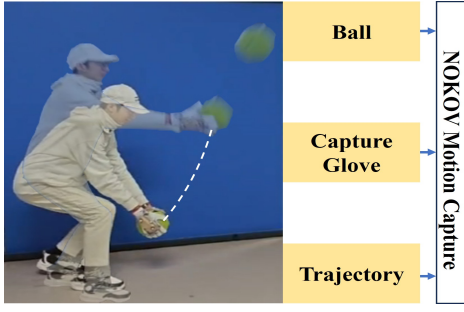 Ball
Capture
Glove
Trajectory
NOKOV Motion Capture